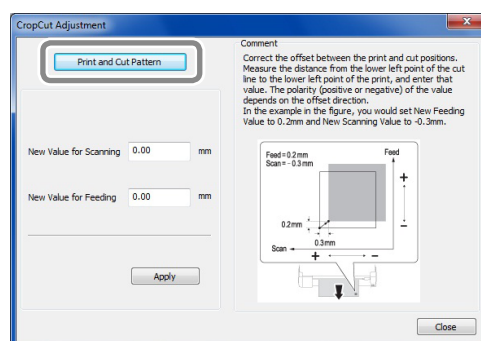 CropCut Adjustment
Print and Cut Pattern
New Value for Scanning 0.00 mm
New Value for Feeding 0.00 mm
Apply
Comment
Correct the offset between the print and cut positions.
Measure the distance from the lower left point of the cut
line to the lower left point of the print, and enter that
value. The polarity (positive or negative) of the value
depends on the offset direction.
In the example in the figure, you would set New Feeding
Value to 0.2mm and New Scanning Value to -0.3mm.
Feed=0.2mm
Scan= - 0.3mm
Feed
+
-
0.2mm
0.3mm
Scan
+ -
Close